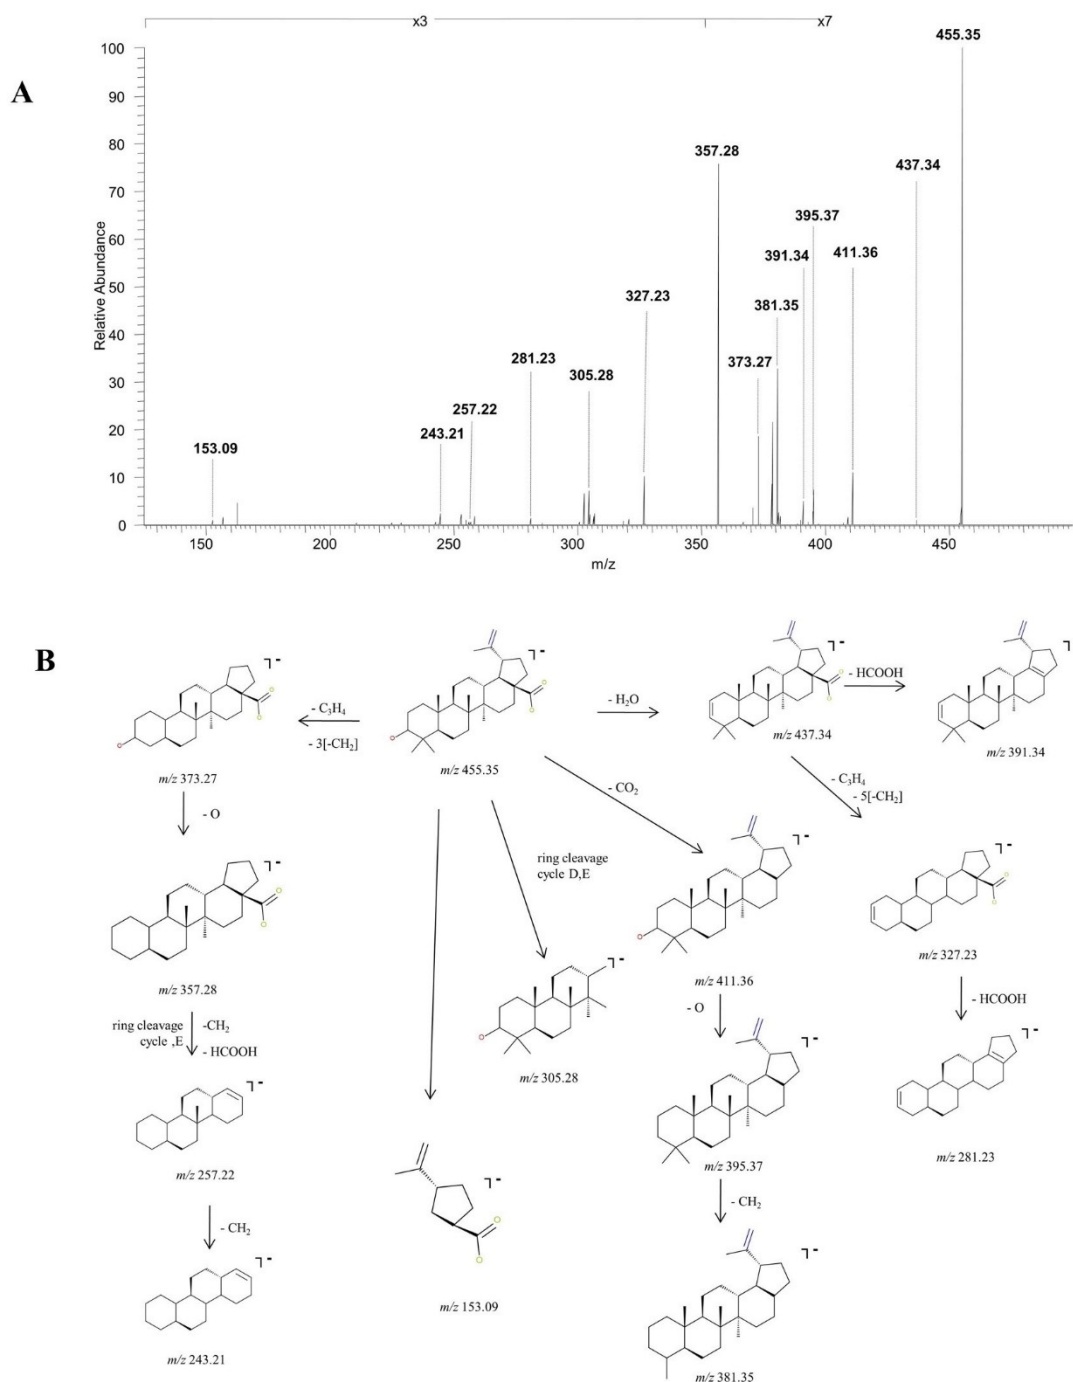 x3 x7
A
100
90
80
70
60
50
40
30
20
10
0
Relative Abundance
455.35
357.28
437.34
395.37
391.34
411.36
327.23
381.35
373.27
281.23
305.28
257.22
243.21
153.09
150 200 250 300 350 400 450
m/z
B
- C3H4
- 3[-CH2]
- H2O
- HCOOH
m/z 373.27
m/z 455.35
m/z 437.34
m/z 391.34
- O
- CO2
- C3H4
- 5[-CH2]
ring cleavage
cycle D,E
m/z 357.28
m/z 305.28
m/z 411.36
m/z 327.23
ring cleavage
cycle ,E
-CH2
- HCOOH
- O
- HCOOH
m/z 257.22
m/z 395.37
m/z 281.23
- CH2
- CH2
m/z 243.21
m/z 153.09
m/z 381.35